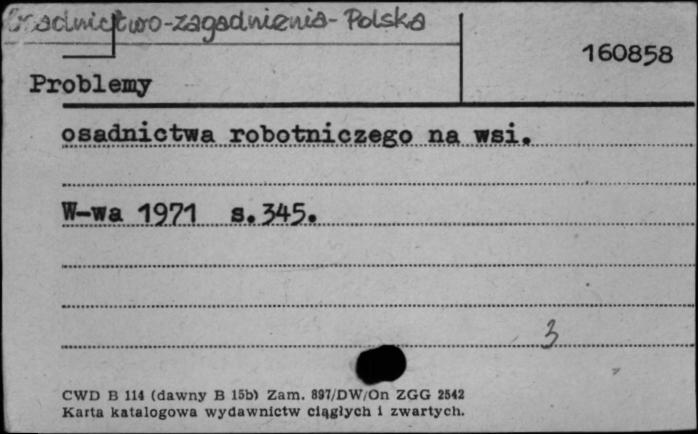 Osadnictwo-zagadnienia-Polska
160858
Problemy
osadnictwa robotniczego na wsi.
W-wa 1971 s.345.
3
CWD B 114 (dawny B 15b) Zam. 897/DW/On ZGG 2542
Karta katalogowa wydawnictw ciągłych i zwartych.